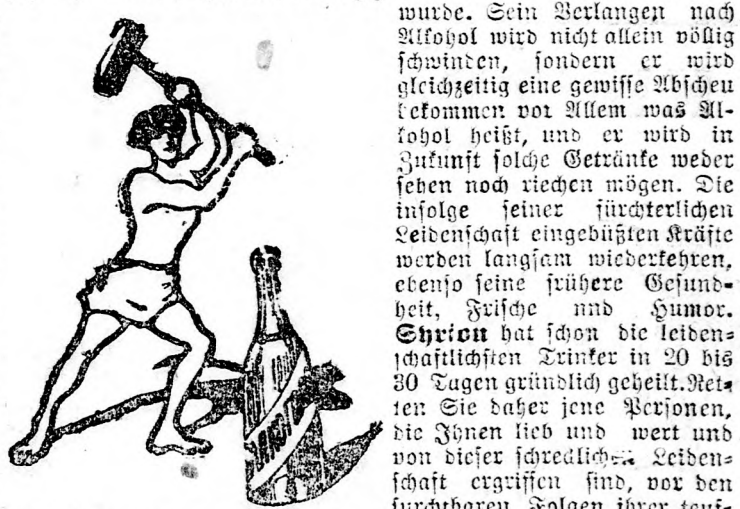 wurde. Sein Verlangen nach
Alkohol wird nicht allein völlig
schwinden, sondern er wird
gleichzeitig eine gewisse Abscheu
bekommen vor Allem was Al-
kohol heißt, und er wird in
Zukunft solche Getränke weder
sehen noch riechen mögen. Die
infolge seiner fürchterlichen
Leidenschaft eingebüßten Kräfte
werden langsam wiederkehren,
ebenso seine frühere Gesund-
heit, Frische und Humor.
Syrion hat schon die leiden-
schaftlichsten Trinker in 20 bis
30 Tagen gründlich geheilt. Ret-
ten Sie daher jene Personen,
die Ihnen lieb und wert und
von dieser schrecklichen Leiden-
schaft ergriffen sind, vor den
furchtbaren Folgen ihrer teuf-